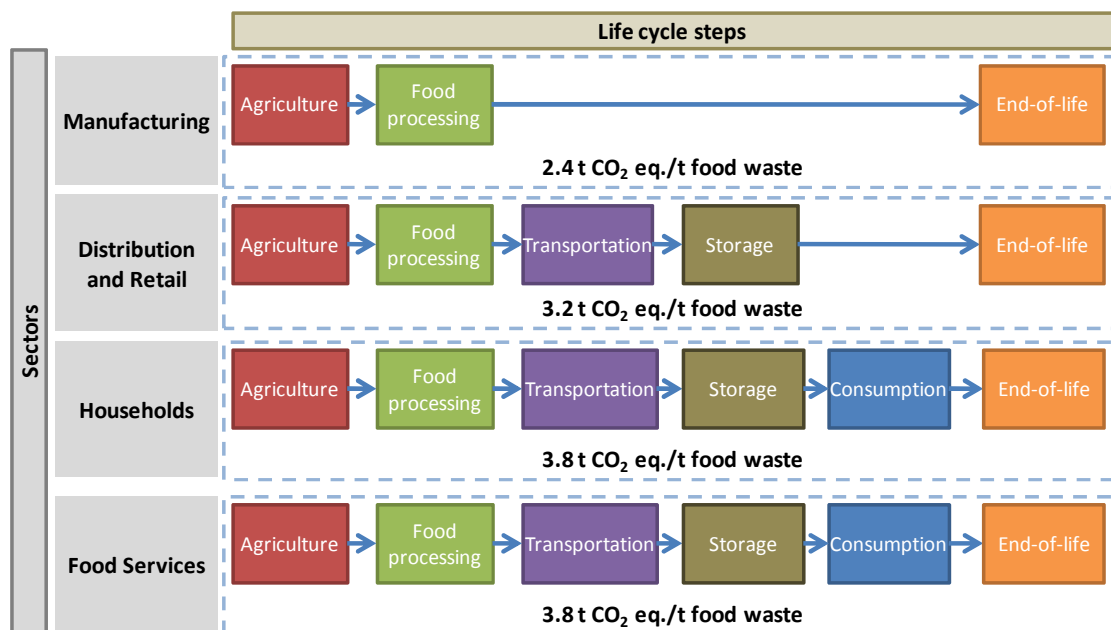 Life cycle steps
Sectors
Manufacturing
Agriculture
Food
processing
End-of-life
2.4 t CO₂ eq./t food waste
Distribution
and Retail
Agriculture
Food
processing
Transportation
Storage
End-of-life
3.2 t CO₂ eq./t food waste
Households
Agriculture
Food
processing
Transportation
Storage
Consumption
End-of-life
3.8 t CO₂ eq./t food waste
Food Services
Agriculture
Food
processing
Transportation
Storage
Consumption
End-of-life
3.8 t CO₂ eq./t food waste